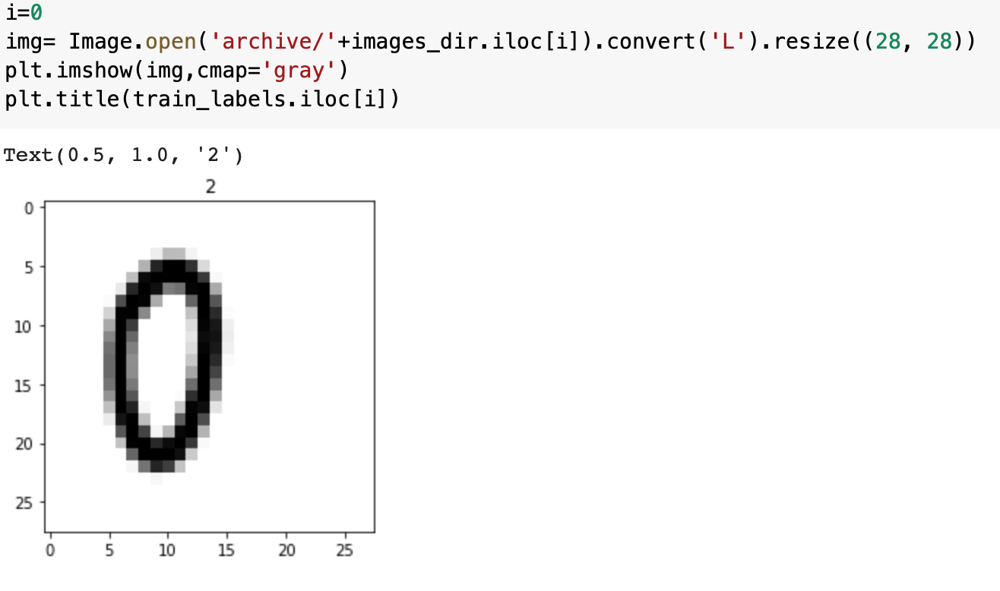 i=0
img= Image.open('archive/'+images_dir.iloc[i]).convert('L').resize((28, 28))
plt.imshow(img,cmap='gray')
plt.title(train_labels.iloc[i])
Text(0.5, 1.0, '2')
2
0
5
10
15
20
25
0 5 10 15 20 25